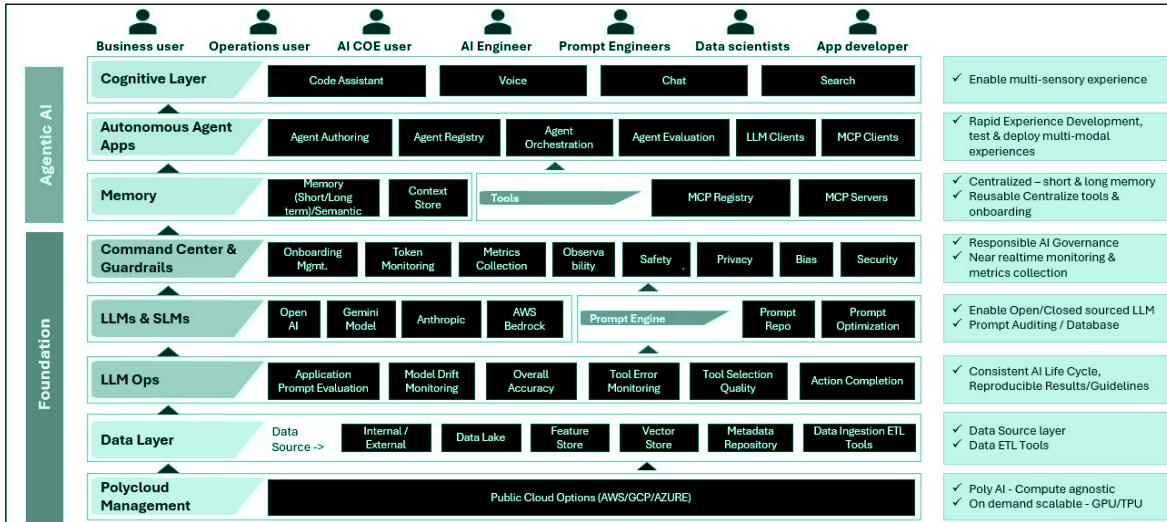 Business user
Operations user
AI COE user
AI Engineer
Prompt Engineers
Data scientists
App developer
Agentic AI
Cognitive Layer
Code Assistant
Voice
Chat
Search
✓ Enable multi-sensory experience
Autonomous Agent
Apps
Agent Authoring
Agent Registry
Agent
Orchestration
Agent Evaluation
LLM Clients
MCP Clients
✓ Rapid Experience Development,
test & deploy multi-modal
experiences
Memory
Memory
(Short/Long
term)/Semantic
Context
Store
Tools
MCP Registry
MCP Servers
✓ Centralized – short & long memory
✓ Reusable Centralize tools &
onboarding
Foundation
Command Center &
Guardrails
Onboarding
Mgmt.
Token
Monitoring
Metrics
Collection
Observa
bility
Safety
Privacy
Bias
Security
✓ Responsible AI Governance
✓ Near realtime monitoring &
metrics collection
LLMs & SLMs
Open
AI
Gemini
Model
Anthropic
AWS
Bedrock
Prompt Engine
Prompt
Repo
Prompt
Optimization
✓ Enable Open/Closed sourced LLM
✓ Prompt Auditing / Database
LLM Ops
Application
Prompt Evaluation
Model Drift
Monitoring
Overall
Accuracy
Tool Error
Monitoring
Tool Selection
Quality
Action Completion
✓ Consistent AI Life Cycle,
Reproducible Results/Guidelines
Data Layer
Data
Source ->
Internal /
External
Data Lake
Feature
Store
Vector
Store
Metadata
Repository
Data Ingestion ETL
Tools
✓ Data Source layer
✓ Data ETL Tools
Polycloud
Management
Public Cloud Options (AWS/GCP/AZURE)
✓ Poly AI - Compute agnostic
✓ On demand scalable - GPU/TPU